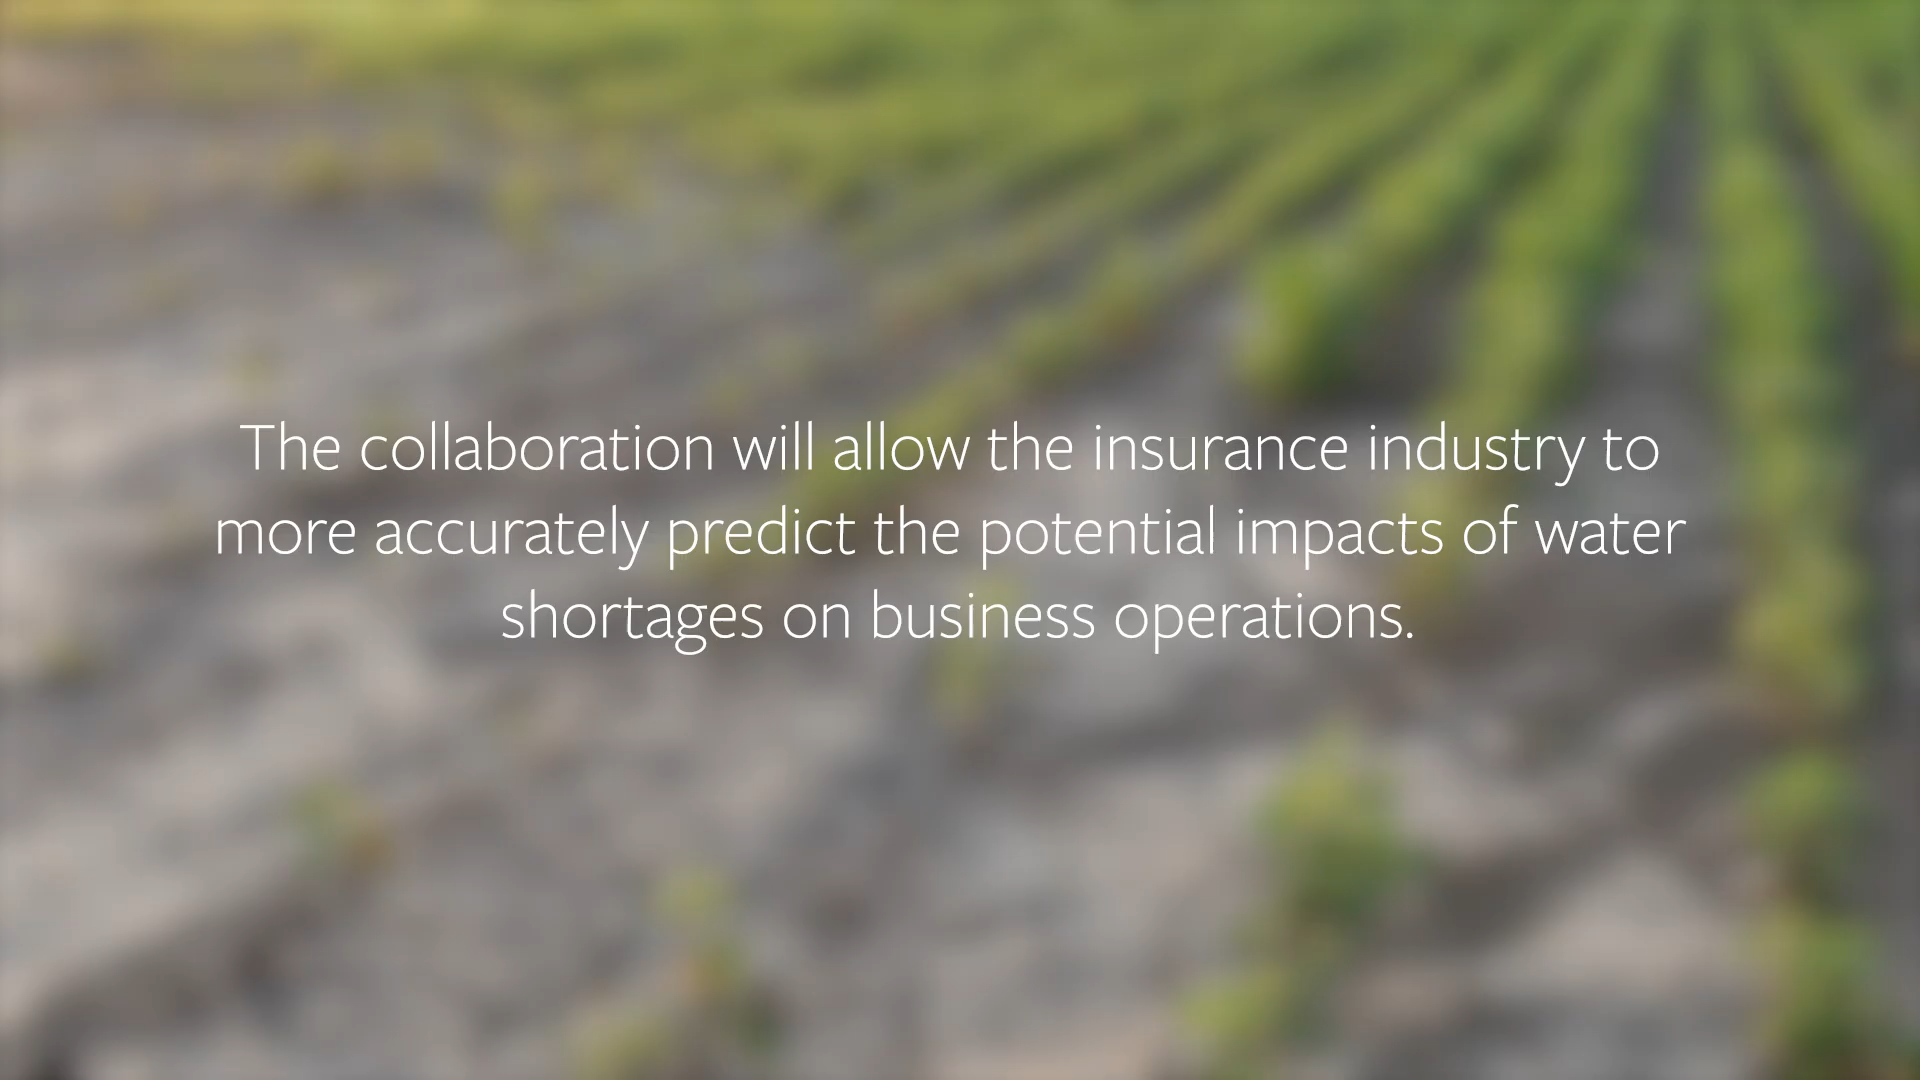 The collaboration will allow the insurance industry to
more accurately predict the potential impacts of water
shortages on business operations.